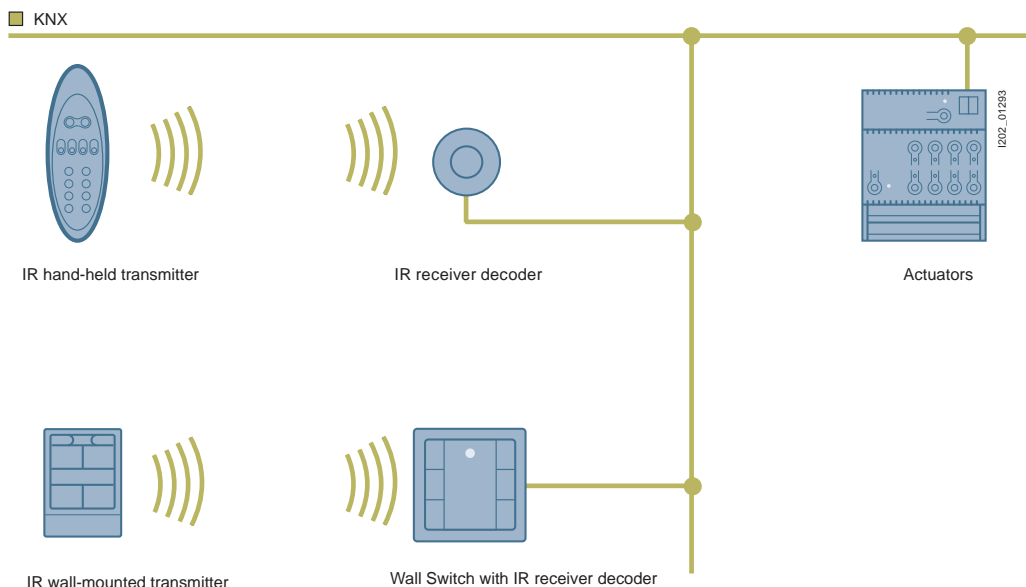 KNX
I202_01293
IR hand-held transmitter
IR receiver decoder
Actuators
IR wall-mounted transmitter
Wall Switch with IR receiver decoder